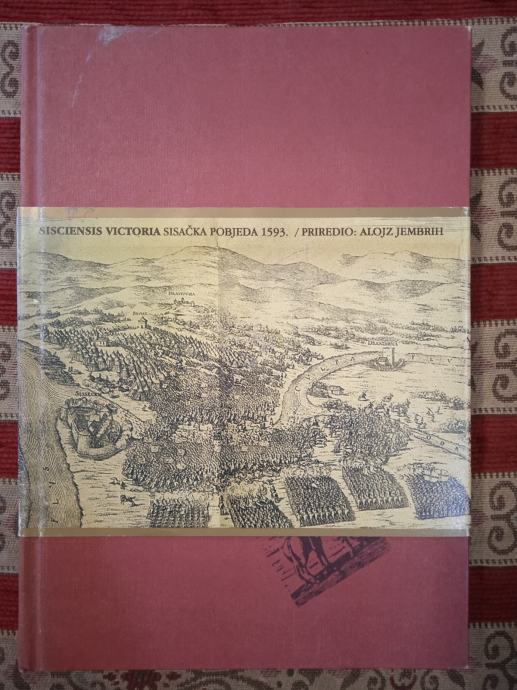 SISCIENSIS VICTORIA SISAČKA POBJEDA 1593. / PRIREDIO: ALOJZ JEMBRIH